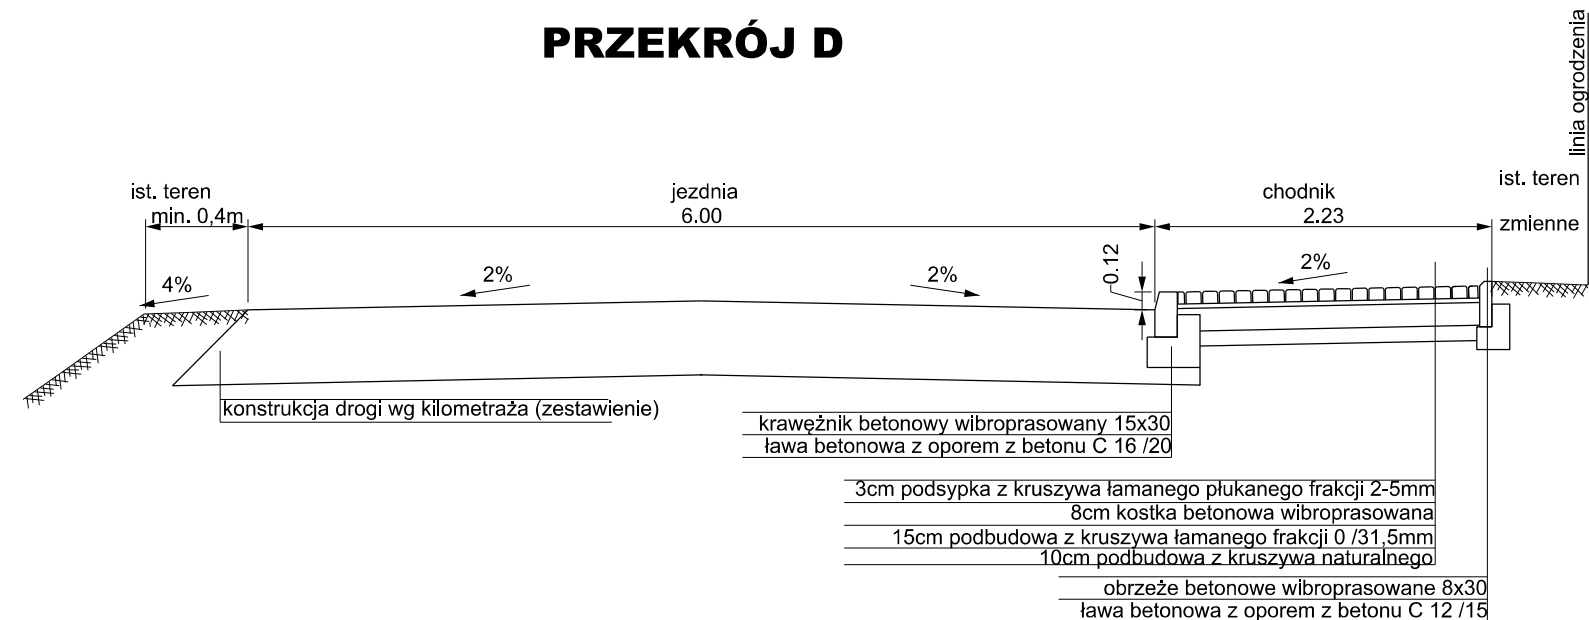 PRZEKRÓJ D
linia ogrodzenia
ist. teren
min. 0,4m
jezdnia
6.00
chodnik
2.23
ist. teren
zmienne
4%
2%
2%
0.12
2%
konstrukcja drogi wg kilometraża (zestawienie)
krawężnik betonowy wibroprasowany 15x30
ława betonowa z oporem z betonu C 16 /20
3cm podsypka z kruszywa łamanego płukanego frakcji 2-5mm
8cm kostka betonowa wibroprasowana
15cm podbudowa z kruszywa łamanego frakcji 0 /31,5mm
10cm podbudowa z kruszywa naturalnego
obrzeże betonowe wibroprasowane 8x30
ława betonowa z oporem z betonu C 12 /15